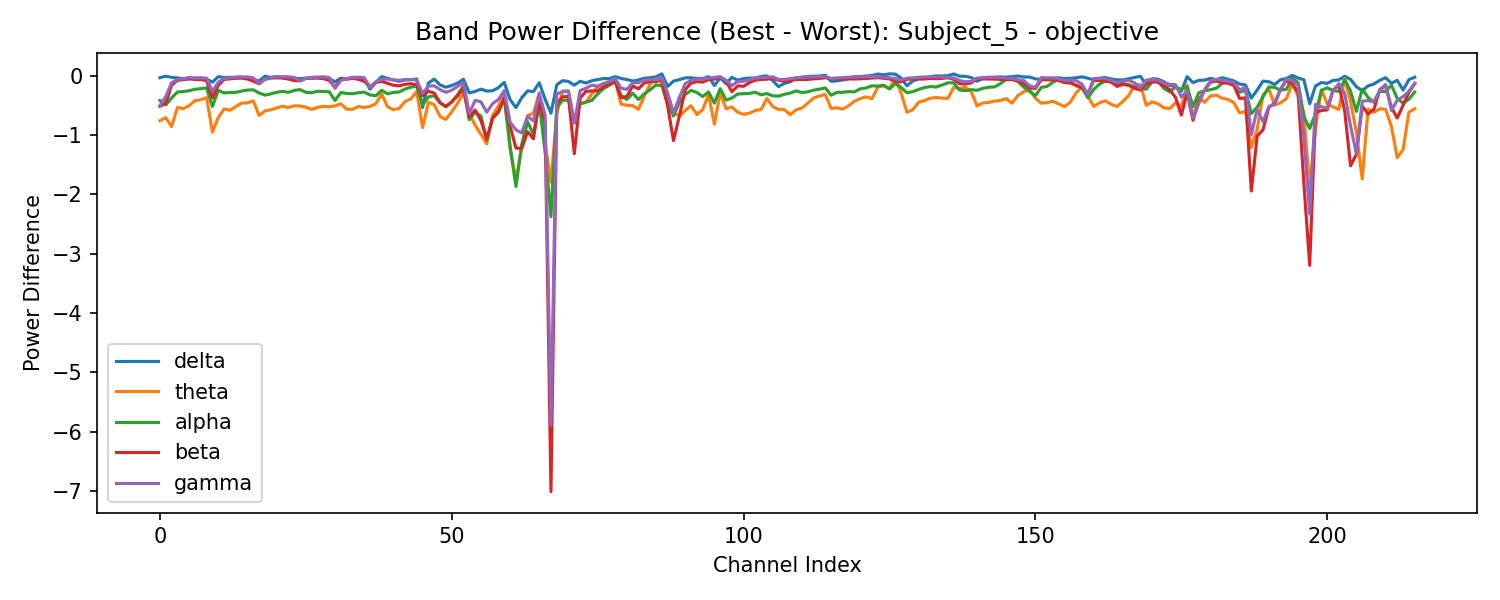 Band Power Difference (Best - Worst): Subject_5 - objective
Power Difference
0
−1
−2
−3
−4
−5
−6
−7
delta
theta
alpha
beta
gamma
0 50 100 150 200
Channel Index